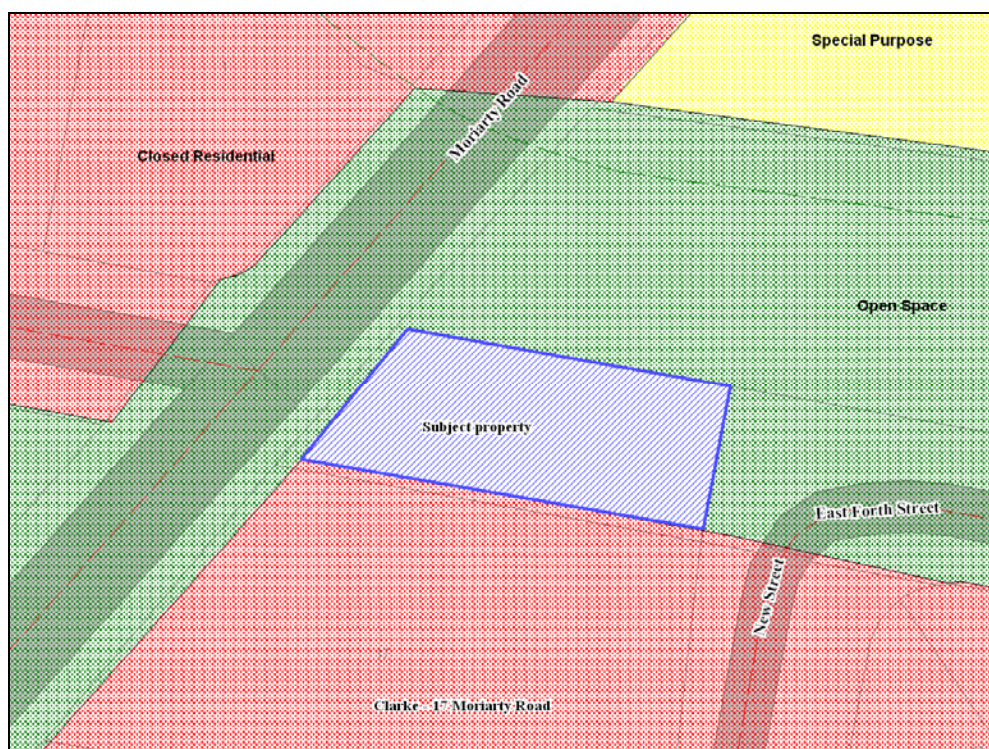 Special Purpose
Moriarty Road
Closed Residential
Open Space
Subject property
East Forth Street
New Street
Clarke - 17 Moriarty Road